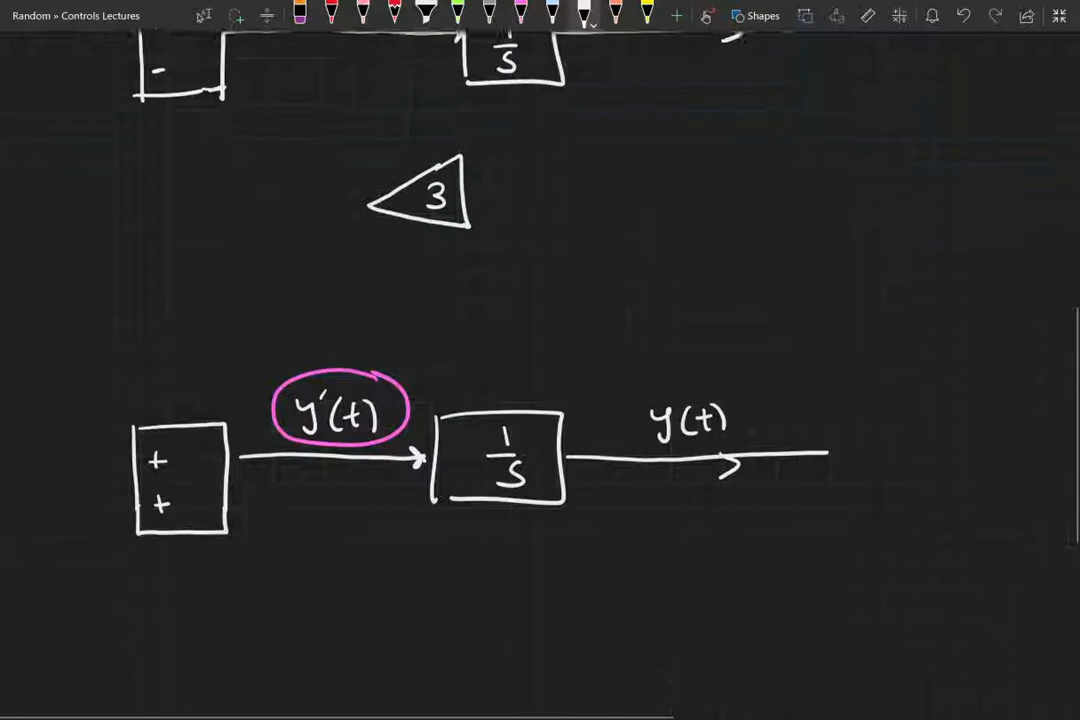 Random » Controls Lectures
Shapes
-
1
S
3
y'(t)
y(t)
+
1
S
+